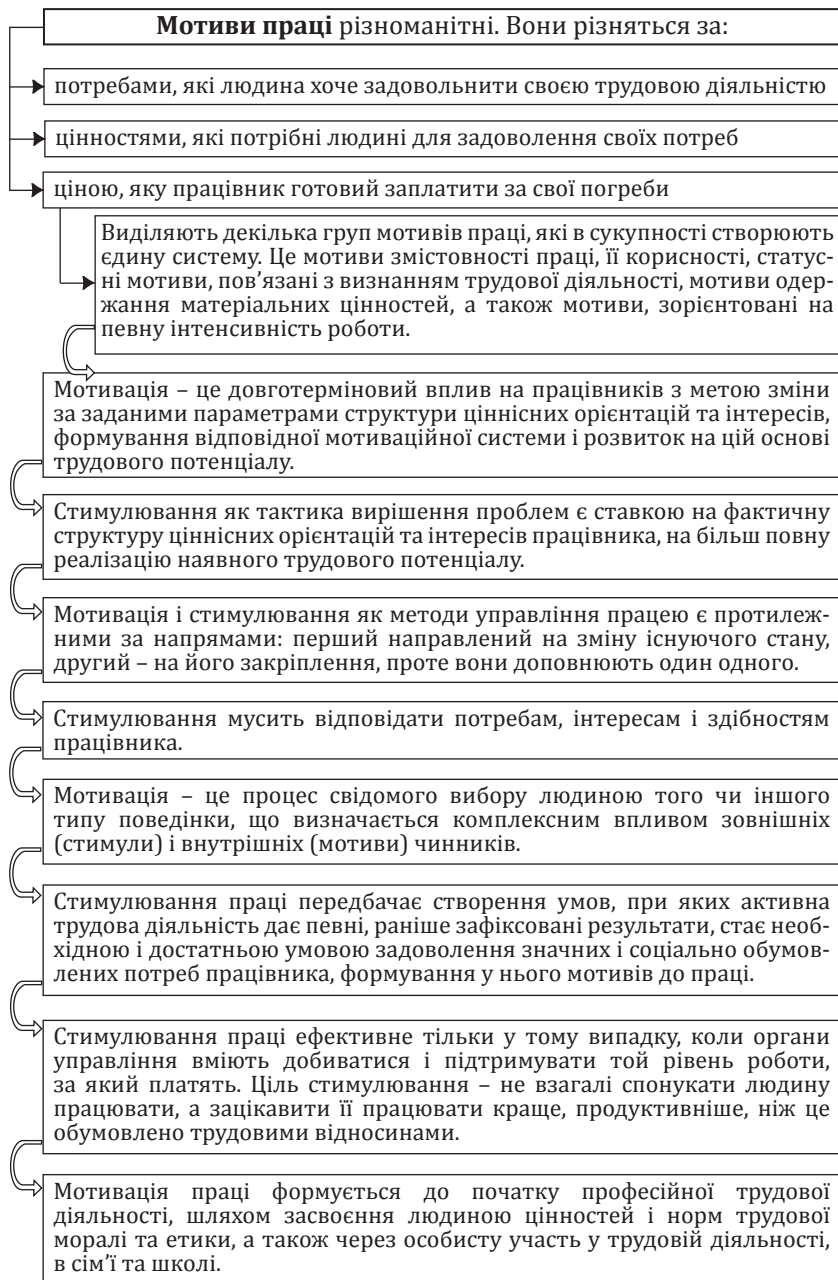 Мотиви праці різноманітні. Вони різняться за:
потребами, які людина хоче задовольнити своєю трудовою діяльністю
цінностями, які потрібні людині для задоволення своїх потреб
ціною, яку працівник готовий заплатити за свої погреби
Виділяють декілька груп мотивів праці, які в сукупності створюють
єдину систему. Це мотиви змістовності праці, її корисності, статус-
ні мотиви, пов’язані з визнанням трудової діяльності, мотиви одер-
жання матеріальних цінностей, а також мотиви, зорієнтовані на
певну інтенсивність роботи.
Мотивація – це довготерміновий вплив на працівників з метою зміни
за заданими параметрами структури ціннісних орієнтацій та інтересів,
формування відповідної мотиваційної системи і розвиток на цій основі
трудового потенціалу.
Стимулювання як тактика вирішення проблем є ставкою на фактичну
структуру ціннісних орієнтацій та інтересів працівника, на більш повну
реалізацію наявного трудового потенціалу.
Мотивація і стимулювання як методи управління працею є протилеж-
ними за напрямами: перший направлений на зміну існуючого стану,
другий – на його закріплення, проте вони доповнюють один одного.
Стимулювання мусить відповідати потребам, інтересам і здібностям
працівника.
Мотивація – це процес свідомого вибору людиною того чи іншого
типу поведінки, що визначається комплексним впливом зовнішніх
(стимули) і внутрішніх (мотиви) чинників.
Стимулювання праці передбачає створення умов, при яких активна
трудова діяльність дає певні, раніше зафіксовані результати, стає необ-
хідною і достатньою умовою задоволення значних і соціально обумов-
лених потреб працівника, формування у нього мотивів до праці.
Стимулювання праці ефективне тільки у тому випадку, коли органи
управління вміють добиватися і підтримувати той рівень роботи,
за який платять. Ціль стимулювання – не взагалі спонукати людину
працювати, а зацікавити її працювати краще, продуктивніше, ніж це
обумовлено трудовими відносинами.
Мотивація праці формується до початку професійної трудової
діяльності, шляхом засвоєння людиною цінностей і норм трудової
моралі та етики, а також через особисту участь у трудовій діяльності,
в сім’ї та школі.